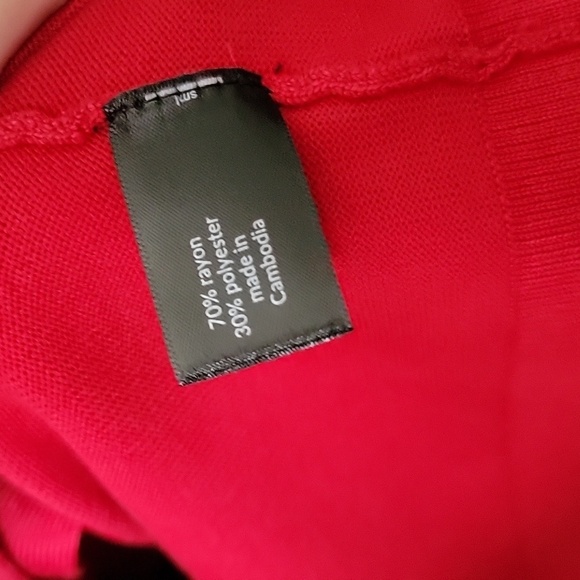 70% rayon
30% polyester
made in
Cambodia